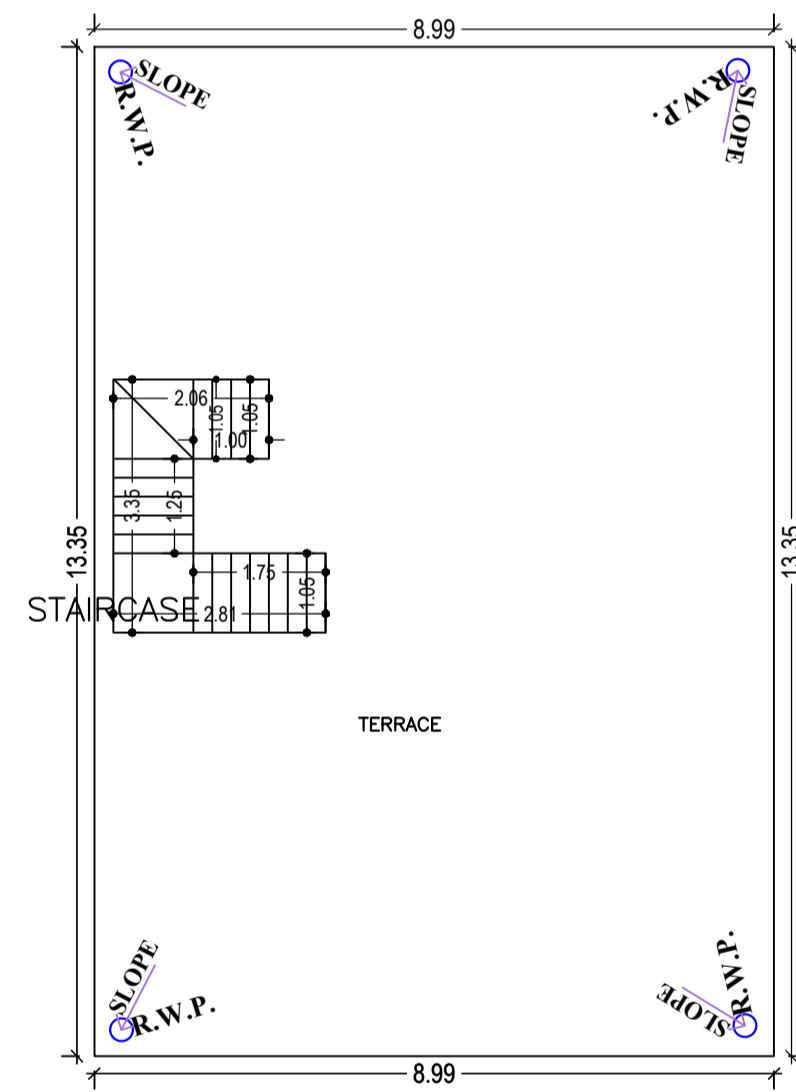 8.99
SLOPE
R.W.P.
R.W.P.
SLOPE
2.06
1.05
1.05
1.00
3.35
1.25
13.35
13.35
1.75
1.05
STAIRCASE
2.81
TERRACE
SLOPE
R.W.P.
R.W.P.
SLOPE
8.99